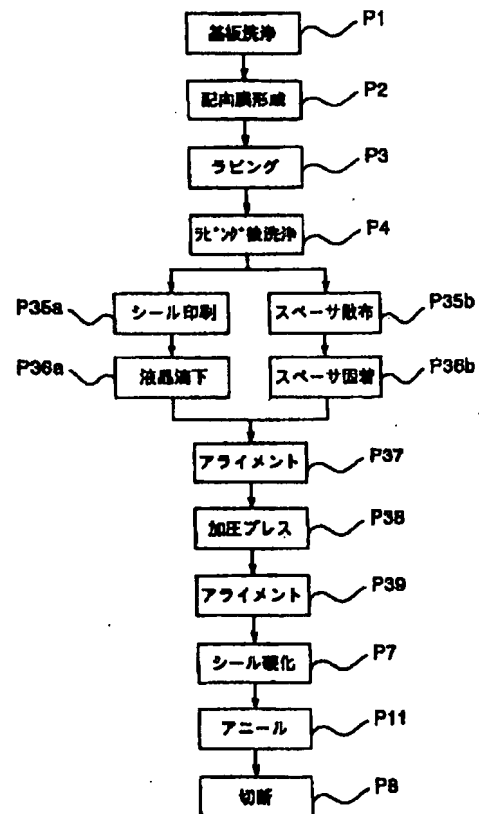 基板洗浄 P1
配向膜形成 P2
ラビング P3
ラビング後洗浄 P4
P35a シール印刷 スペーサ散布 P35b
P36a 液晶滴下 スペーサ固着 P36b
アライメント P37
加圧プレス P38
アライメント P39
シール硬化 P7
アニール P11
切断 P8